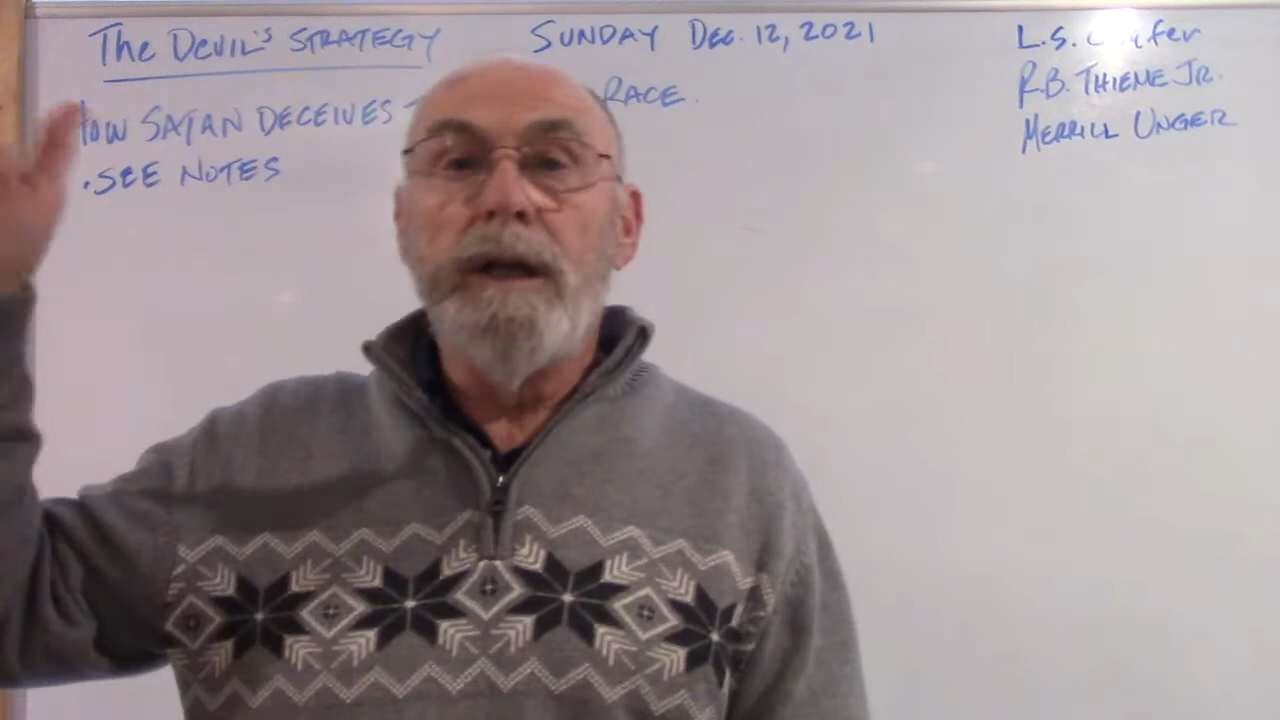 The Devil's STRATEGY
SUNDAY DEC. 12, 2021
How SATAN DECEIVES RACE.
. SEE NOTES
L.S.
R.B. THIEME JR.
MERRILL UNGER